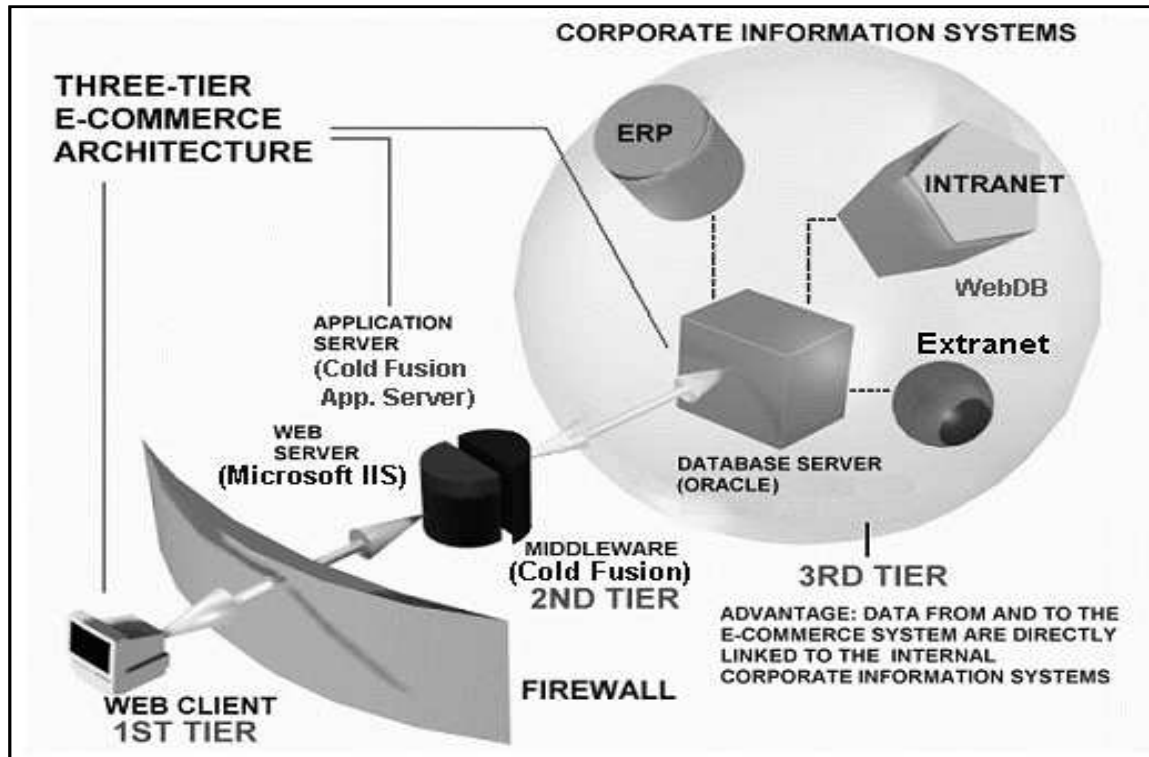 CORPORATE INFORMATION SYSTEMS
THREE-TIER
E-COMMERCE
ARCHITECTURE
ERP
INTRANET
WebDB
Extranet
APPLICATION
SERVER
(Cold Fusion
App. Server)
WEB
SERVER
(Microsoft IIS)
DATABASE SERVER
(ORACLE)
MIDDLEWARE
(Cold Fusion)
2ND TIER
3RD TIER
ADVANTAGE: DATA FROM AND TO THE
E-COMMERCE SYSTEM ARE DIRECTLY
LINKED TO THE INTERNAL
CORPORATE INFORMATION SYSTEMS
FIREWALL
WEB CLIENT
1ST TIER